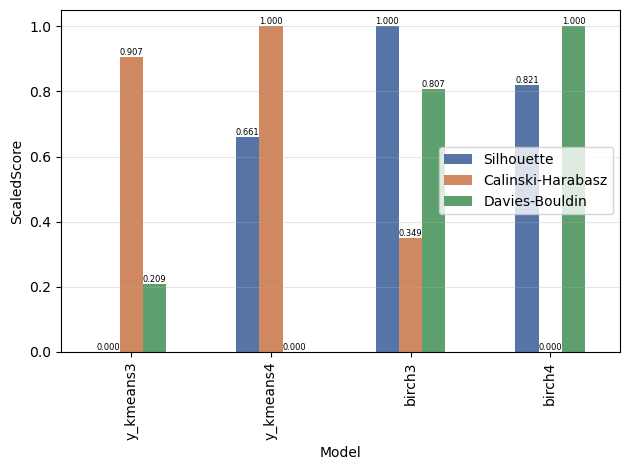 ScaledScore
1.0
0.8
0.6
0.4
0.2
0.0
0.000
0.907
0.209
0.661
1.000
0.000
1.000
0.349
0.807
0.821
0.000
1.000
Silhouette
Calinski-Harabasz
Davies-Bouldin
y_kmeans3
y_kmeans4
birch3
birch4
Model